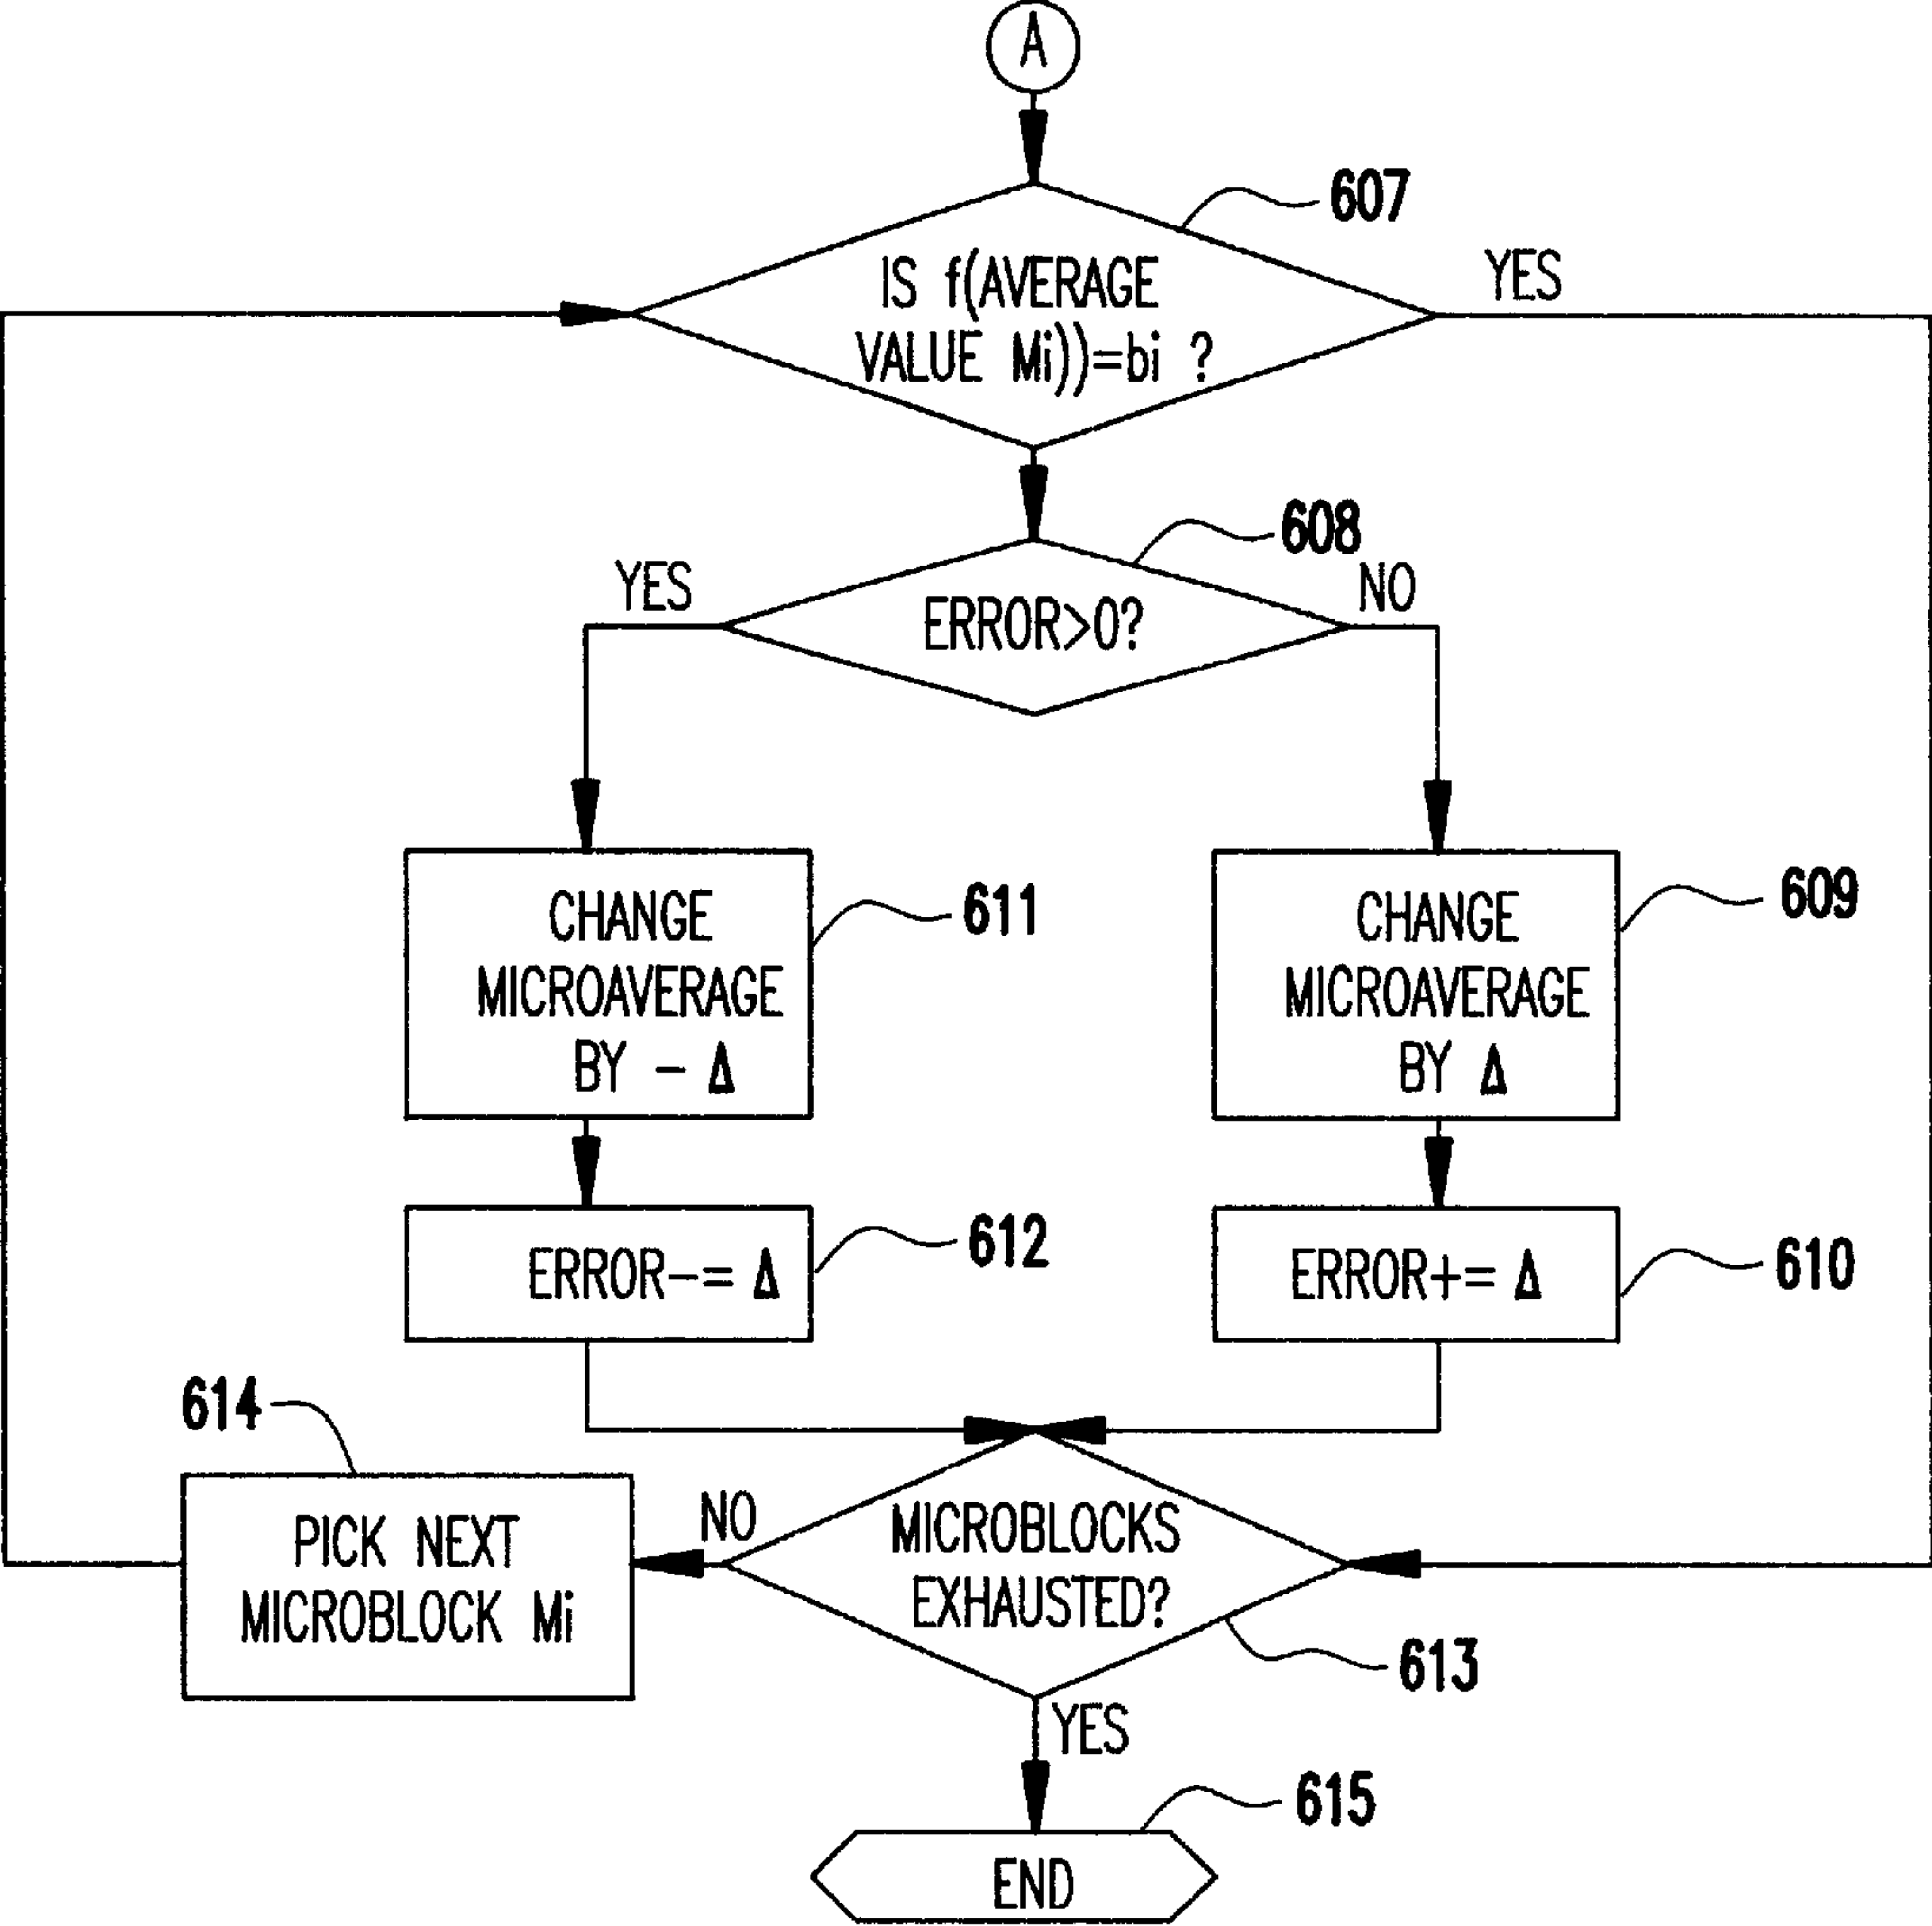 A
607
IS f(AVERAGE
VALUE Mi))=bi ?
YES
608
YES
NO
ERROR>0?
CHANGE
MICROAVERAGE
BY - Δ
611
CHANGE
MICROAVERAGE
BY Δ
609
ERROR-= Δ
612
ERROR+= Δ
610
614
PICK NEXT
MICROBLOCK Mi
NO
MICROBLOCKS
EXHAUSTED?
613
YES
615
END